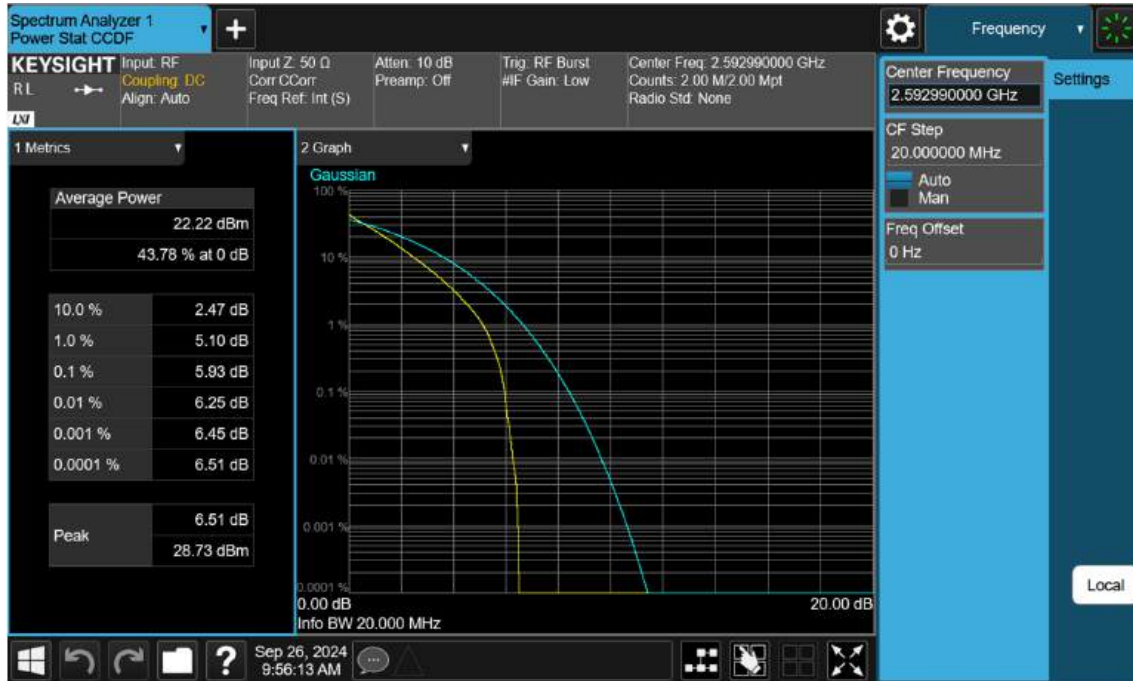 Spectrum Analyzer 1
Power Stat CCDF
Frequency
KEYSIGHT
RL
LXI
Input: RF
Coupling: DC
Align: Auto
Input Z: 50 Ω
Corr CCorr
Freq Ref: Int (S)
Atten: 10 dB
Preamp: Off
Trig: RF Burst
#IF Gain: Low
Center Freq: 2.592990000 GHz
Counts: 2.00 M/2.00 Mpt
Radio Std: None
Center Frequency
2.592990000 GHz
Settings
CF Step
20.000000 MHz
Auto
Man
Freq Offset
0 Hz
1 Metrics
Average Power
22.22 dBm
43.78 % at 0 dB
10.0 % 2.47 dB
1.0 % 5.10 dB
0.1 % 5.93 dB
0.01 % 6.25 dB
0.001 % 6.45 dB
0.0001 % 6.51 dB
Peak
6.51 dB
28.73 dBm
2 Graph
Gaussian
100 %
10 %
1 %
0.1 %
0.01 %
0.001 %
0.0001 %
0.00 dB 20.00 dB
Info BW 20.000 MHz
Local
?
Sep 26, 2024
9:56:13 AM